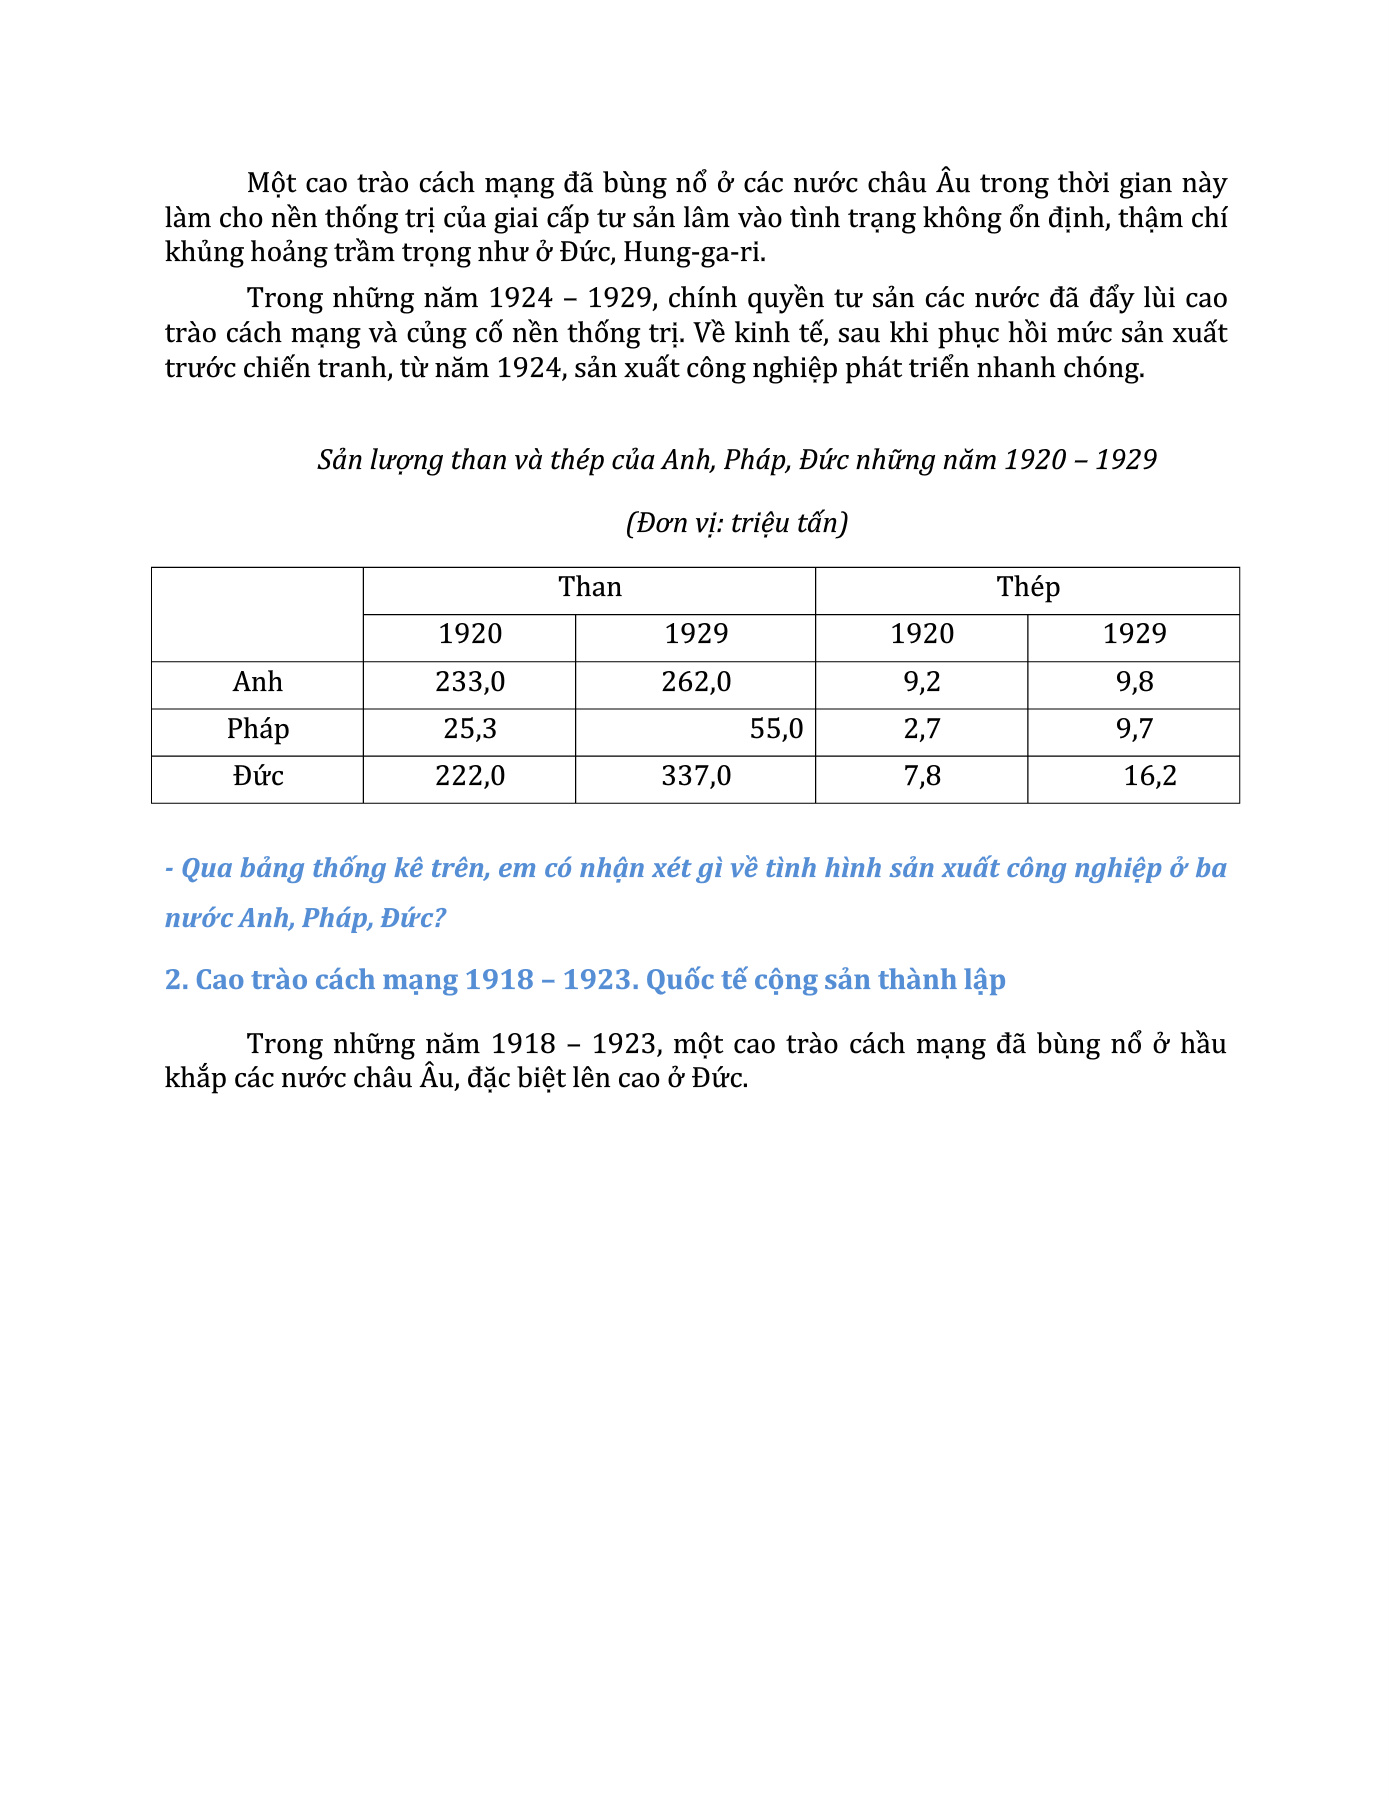 Một cao trào cách mạng đã bùng nổ ở các nước châu Âu trong thời gian này
làm cho nền thống trị của giai cấp tư sản lâm vào tình trạng không ổn định, thậm chí
khủng hoảng trầm trọng như ở Đức, Hung-ga-ri.
Trong những năm 1924 – 1929, chính quyền tư sản các nước đã đẩy lùi cao
trào cách mạng và củng cố nền thống trị. Về kinh tế, sau khi phục hồi mức sản xuất
trước chiến tranh, từ năm 1924, sản xuất công nghiệp phát triển nhanh chóng.
Sản lượng than và thép của Anh, Pháp, Đức những năm 1920 – 1929
(Đơn vị: triệu tấn)
Than Thép
1920 1929 1920 1929
Anh 233,0 262,0 9,2 9,8
Pháp 25,3 55,0 2,7 9,7
Đức 222,0 337,0 7,8 16,2
- Qua bảng thống kê trên, em có nhận xét gì về tình hình sản xuất công nghiệp ở ba
nước Anh, Pháp, Đức?
2. Cao trào cách mạng 1918 – 1923. Quốc tế cộng sản thành lập
Trong những năm 1918 – 1923, một cao trào cách mạng đã bùng nổ ở hầu
khắp các nước châu Âu, đặc biệt lên cao ở Đức.